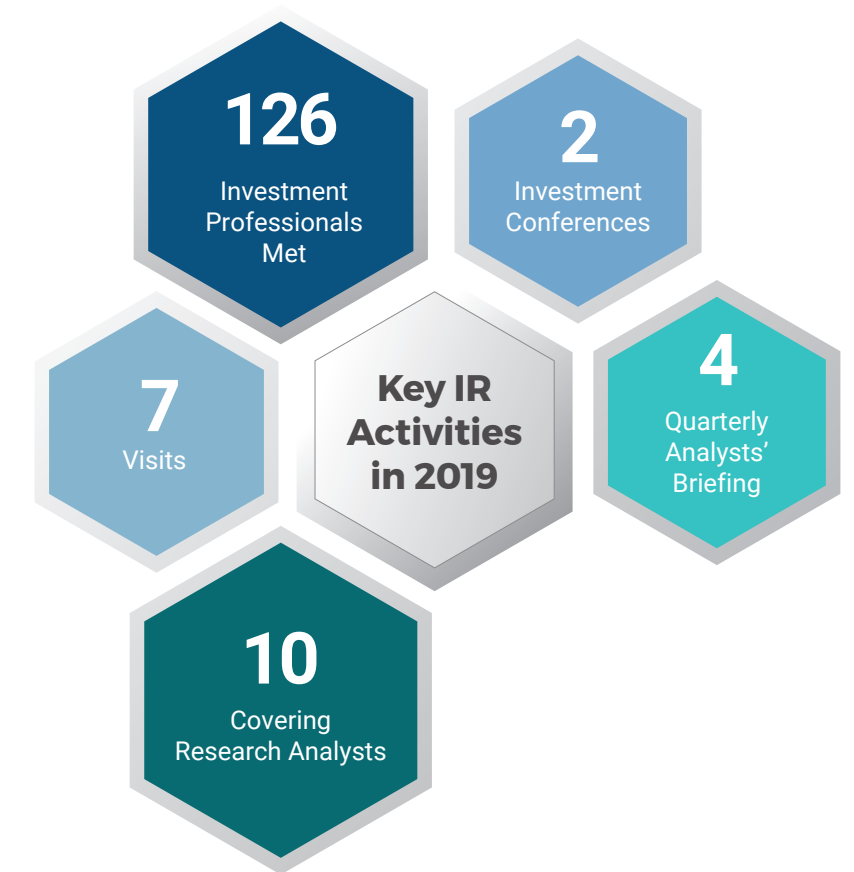 126
Investment
Professionals
Met
2
Investment
Conferences
7
Visits
Key IR
Activities
in 2019
4
Quarterly
Analysts’
Briefing
10
Covering
Research Analysts